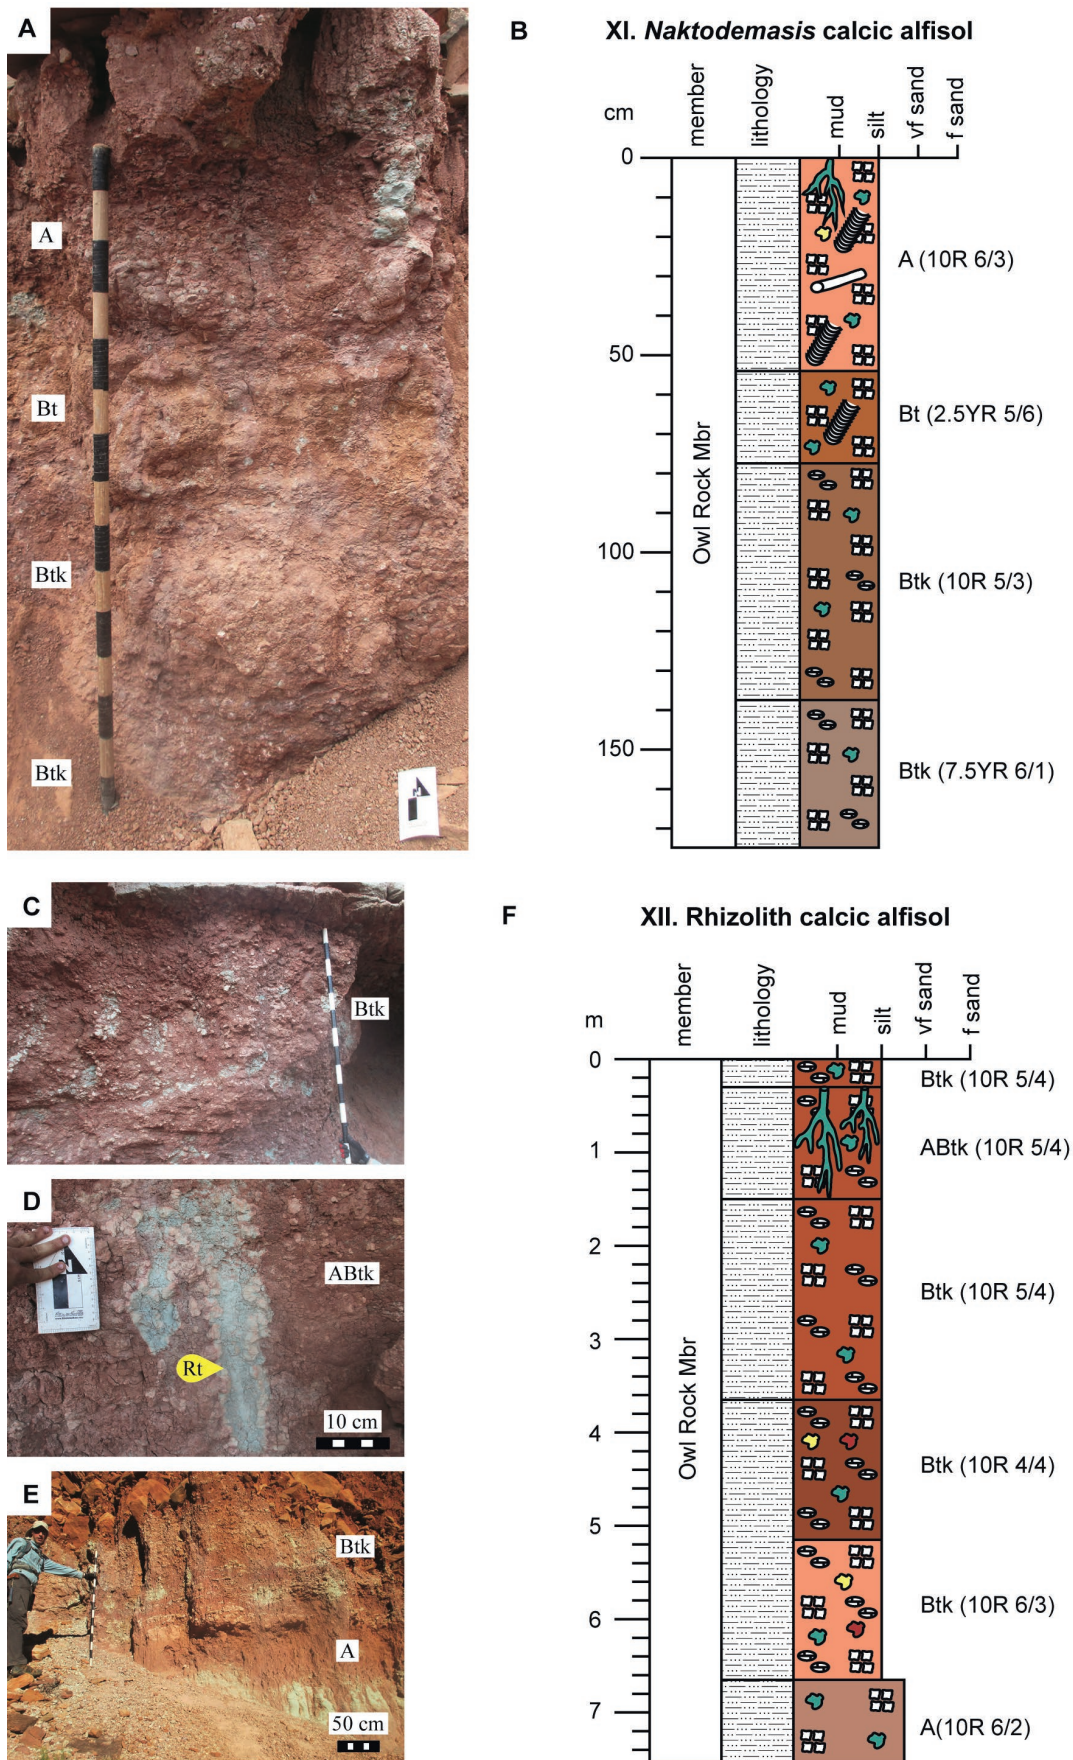 A
A
Bt
Btk
Btk
B
XI. Naktodemasis calcic alfisol
cm
member
lithology
mud
silt
vf sand
f sand
0
50
100
150
Owl Rock Mbr
A (10R 6/3)
Bt (2.5YR 5/6)
Btk (10R 5/3)
Btk (7.5YR 6/1)
C
Btk
D
ABtk
Rt
10 cm
E
Btk
A
50 cm
F
XII. Rhizolith calcic alfisol
m
member
lithology
mud
silt
vf sand
f sand
0
1
2
3
4
5
6
7
Owl Rock Mbr
Btk (10R 5/4)
ABtk (10R 5/4)
Btk (10R 5/4)
Btk (10R 4/4)
Btk (10R 6/3)
A(10R 6/2)